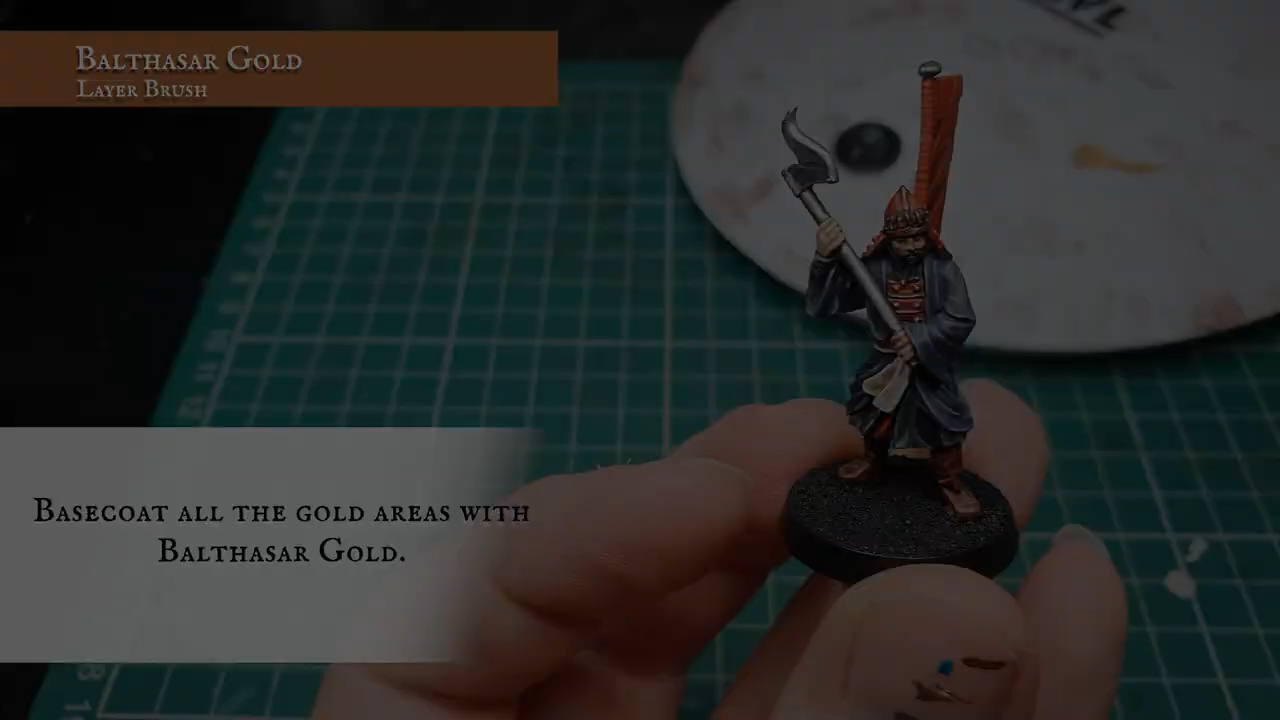 Balthasar Gold
Layer Brush
Basecoat all the gold areas with
Balthasar Gold.